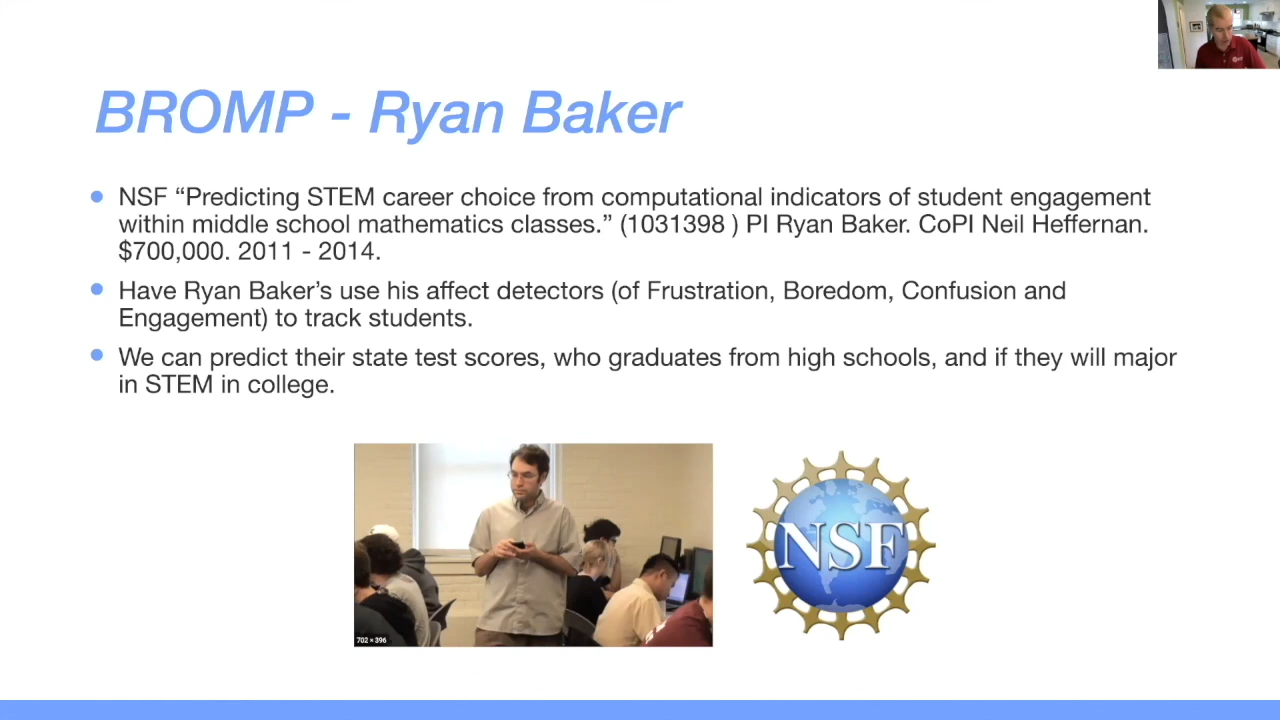 BROMP - Ryan Baker
NSF “Predicting STEM career choice from computational indicators of student engagement
within middle school mathematics classes.” (1031398 ) PI Ryan Baker. CoPI Neil Heffernan.
$700,000. 2011 - 2014.
Have Ryan Baker’s use his affect detectors (of Frustration, Boredom, Confusion and
Engagement) to track students.
We can predict their state test scores, who graduates from high schools, and if they will major
in STEM in college.
702 × 396
NSF